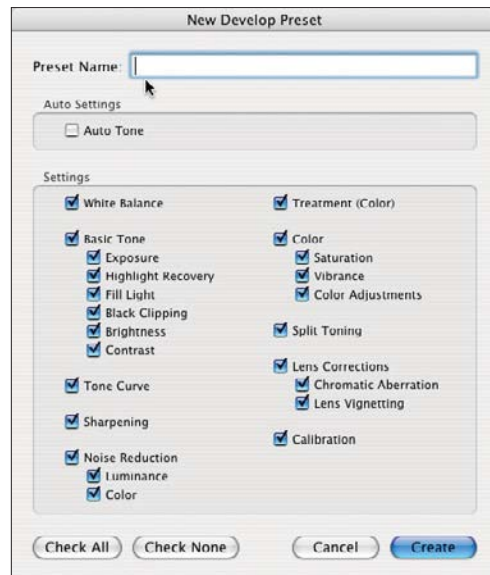 New Develop Preset
Preset Name:
Auto Settings
Auto Tone
Settings
White Balance
Basic Tone
Exposure
Highlight Recovery
Fill Light
Black Clipping
Brightness
Contrast
Tone Curve
Sharpening
Noise Reduction
Luminance
Color
Treatment (Color)
Color
Saturation
Vibrance
Color Adjustments
Split Toning
Lens Corrections
Chromatic Aberration
Lens Vignetting
Calibration
Check All
Check None
Cancel
Create